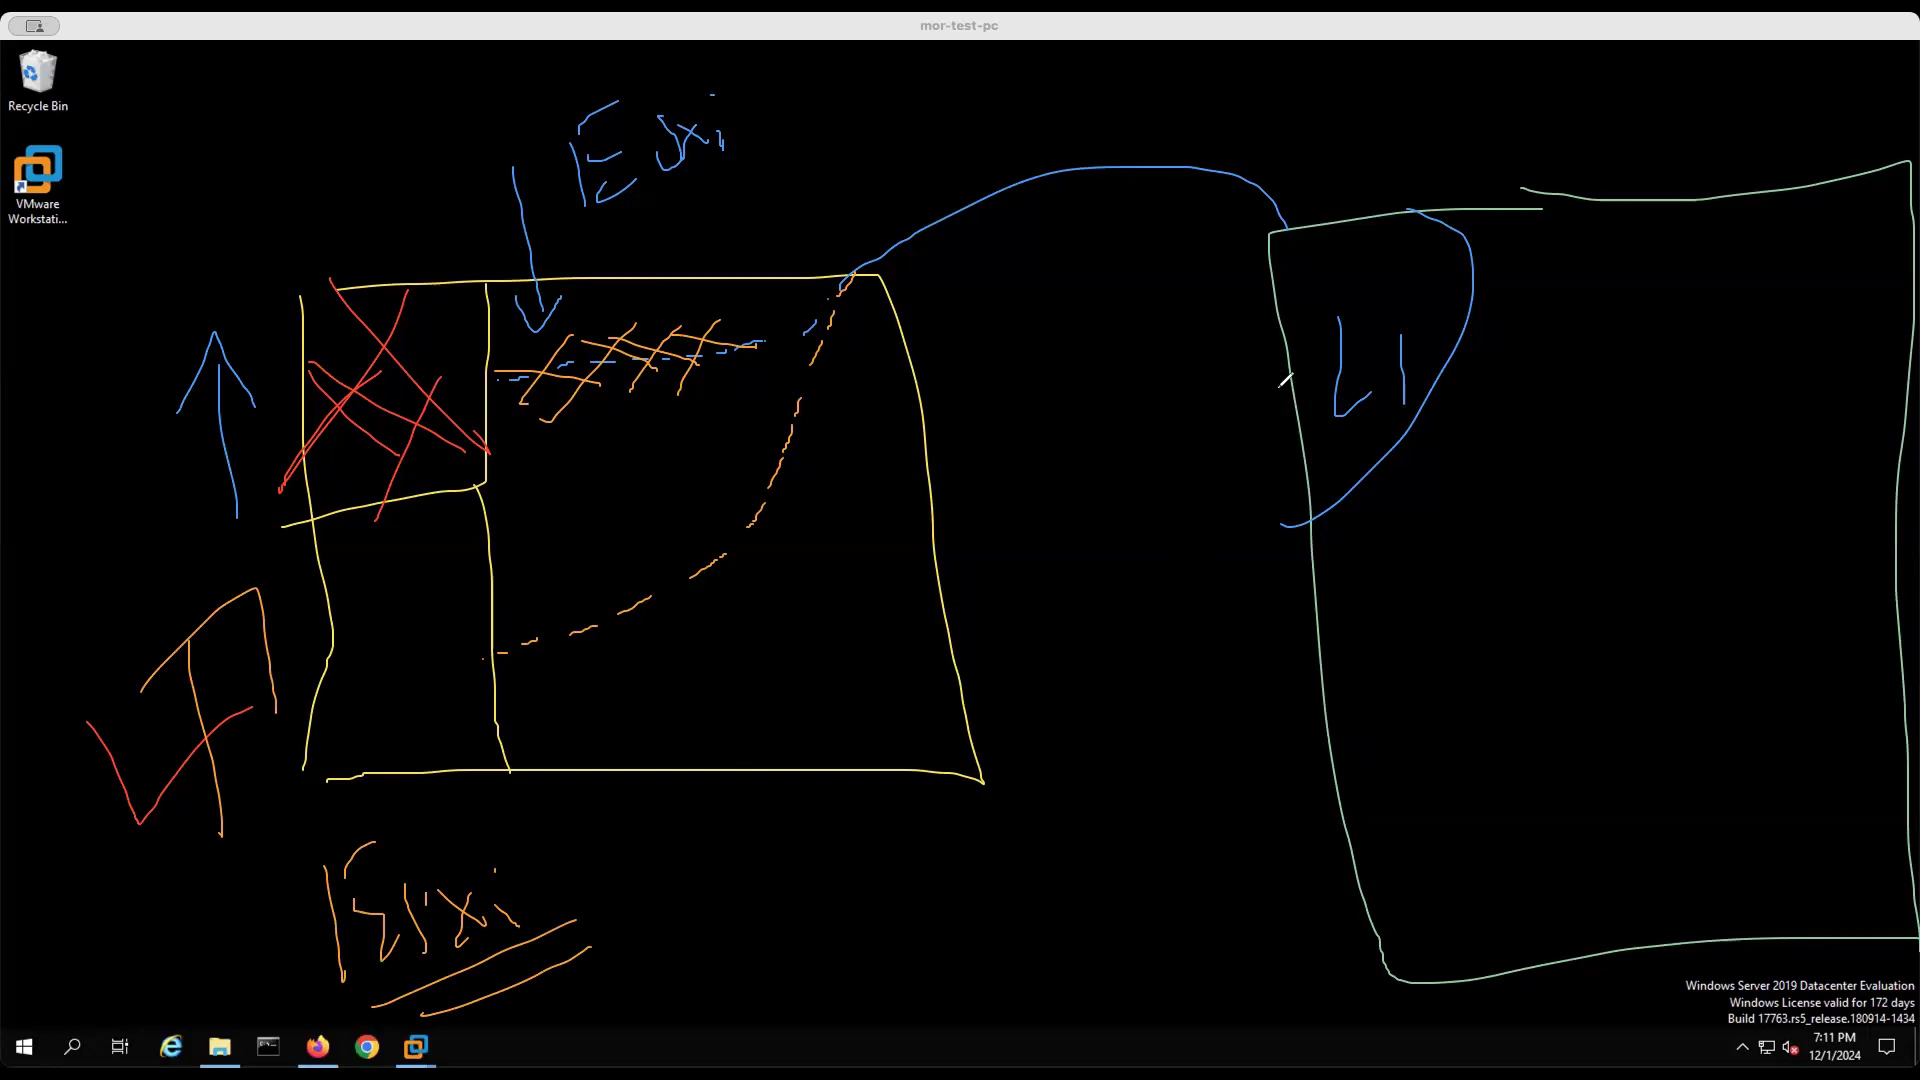 mor-test-pc
Recycle Bin
VMware
Workstati...
Esxi
L1
Esxi
Windows Server 2019 Datacenter Evaluation
Windows License valid for 172 days
Build 17763.rs5_release.180914-1434
7:11 PM
12/1/2024